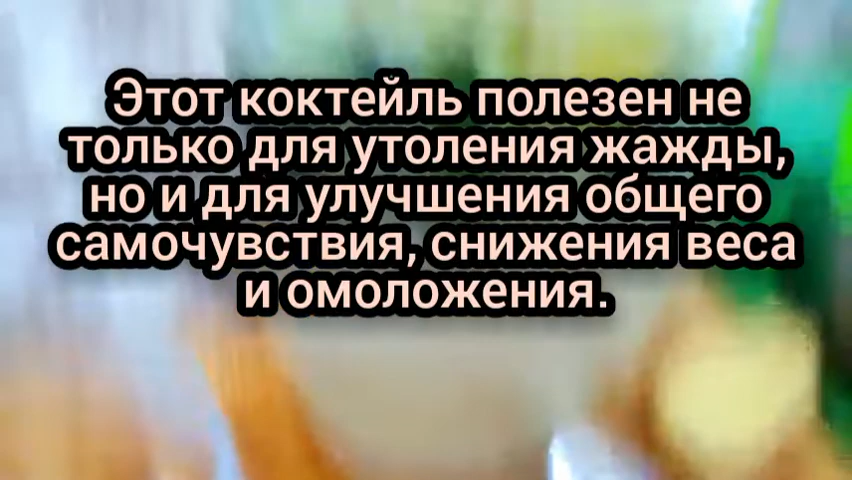 Этот коктейль полезен не
только для утоления жажды,
но и для улучшения общего
самочувствия, снижения веса
и омоложения.